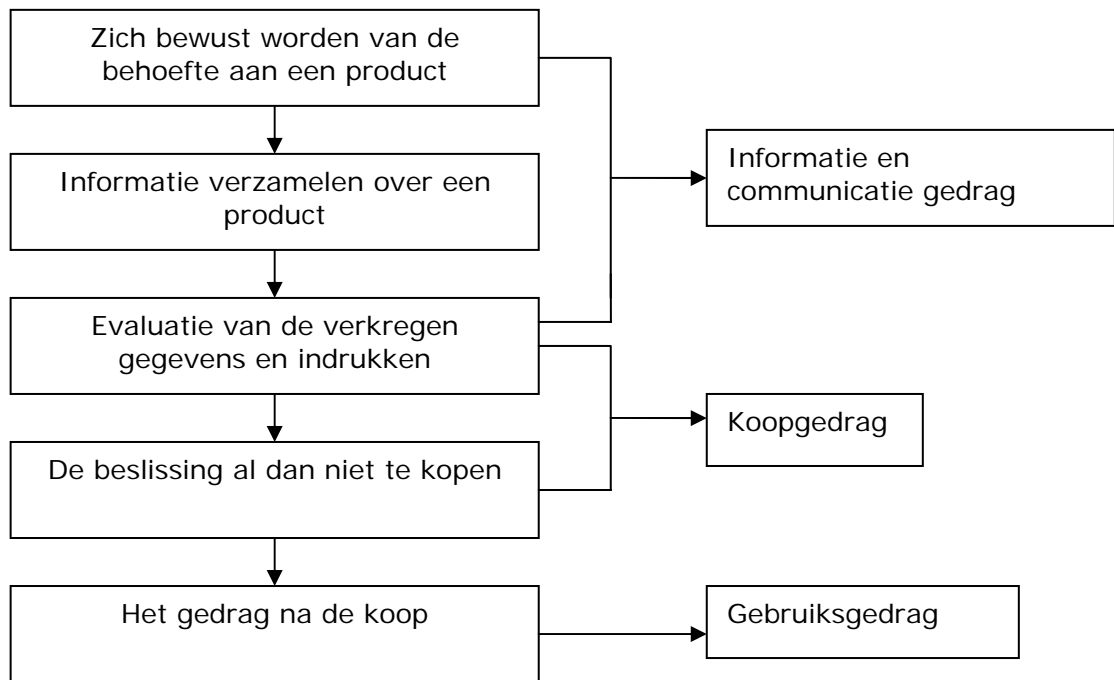 Zich bewust worden van de
behoefte aan een product
Informatie verzamelen over een
product
Informatie en
communicatie gedrag
Evaluatie van de verkregen
gegevens en indrukken
Koopgedrag
De beslissing al dan niet te kopen
Het gedrag na de koop
Gebruiksgedrag